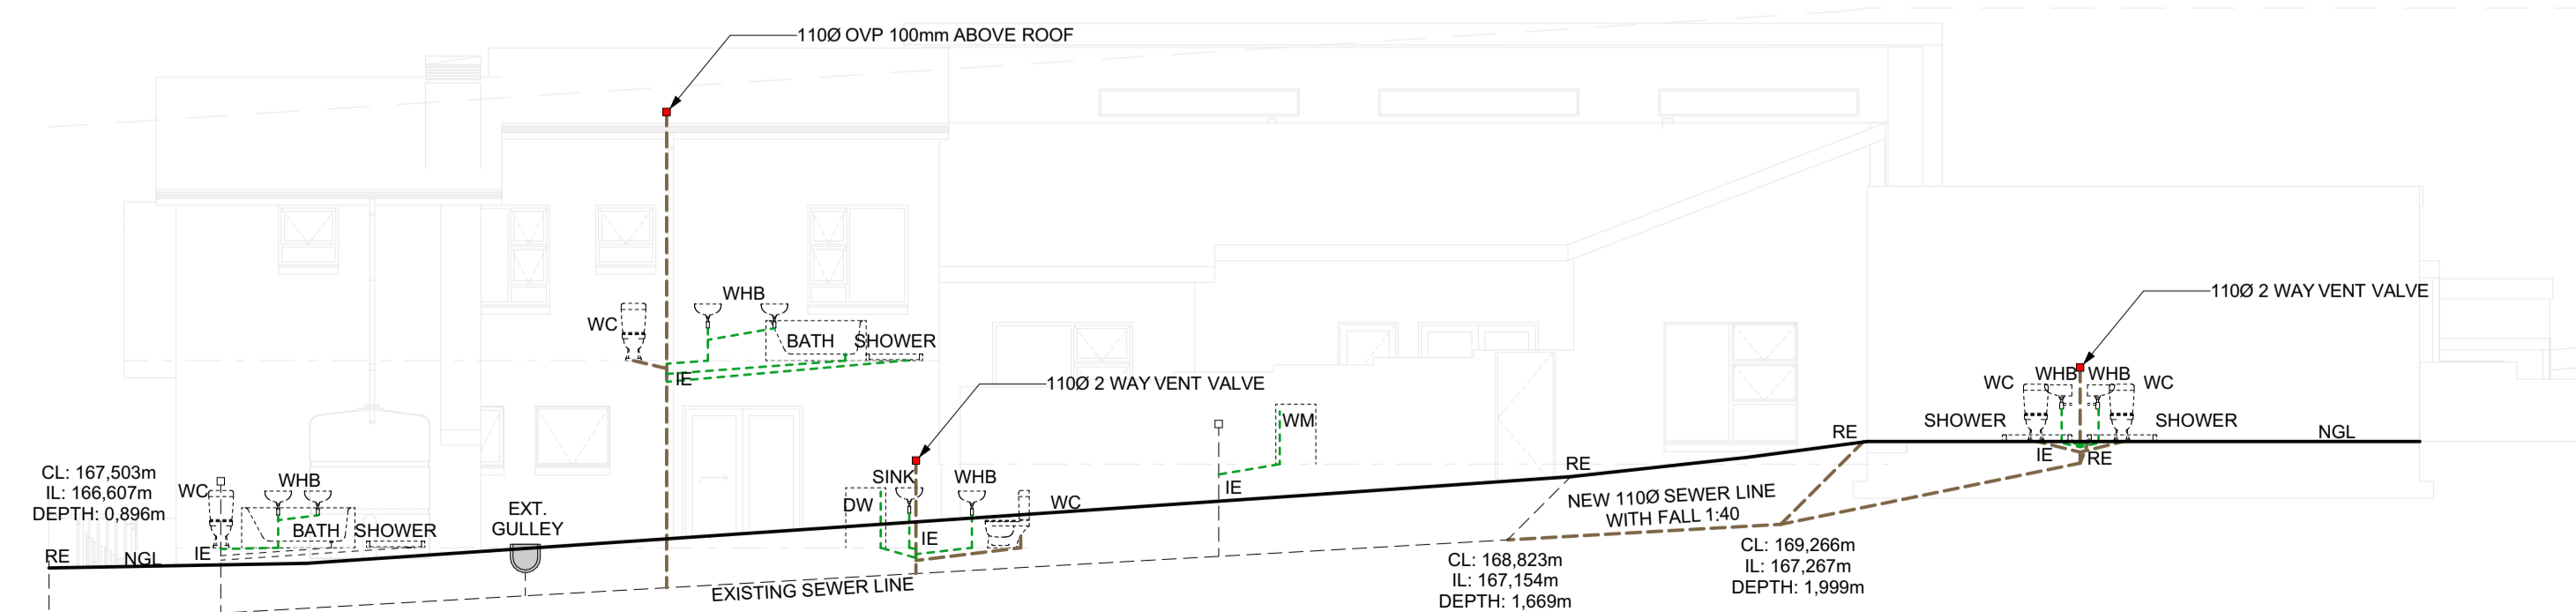 110Ø OVP 100mm ABOVE ROOF
110Ø 2 WAY VENT VALVE
WHB
WC
BATH
SHOWER
IE
110Ø 2 WAY VENT VALVE
WC
WHB
WHB
WC
SHOWER
SHOWER
RE
NGL
IE
RE
WM
SINK
WHB
DW
WC
IE
IE
RE
NEW 110Ø SEWER LINE
WITH FALL 1:40
CL: 167,503m
IL: 166,607m
DEPTH: 0,896m
WC
WHB
BATH
SHOWER
EXT.
GULLEY
RE
NGL
IE
EXISTING SEWER LINE
CL: 168,823m
IL: 167,154m
DEPTH: 1,669m
CL: 169,266m
IL: 167,267m
DEPTH: 1,999m